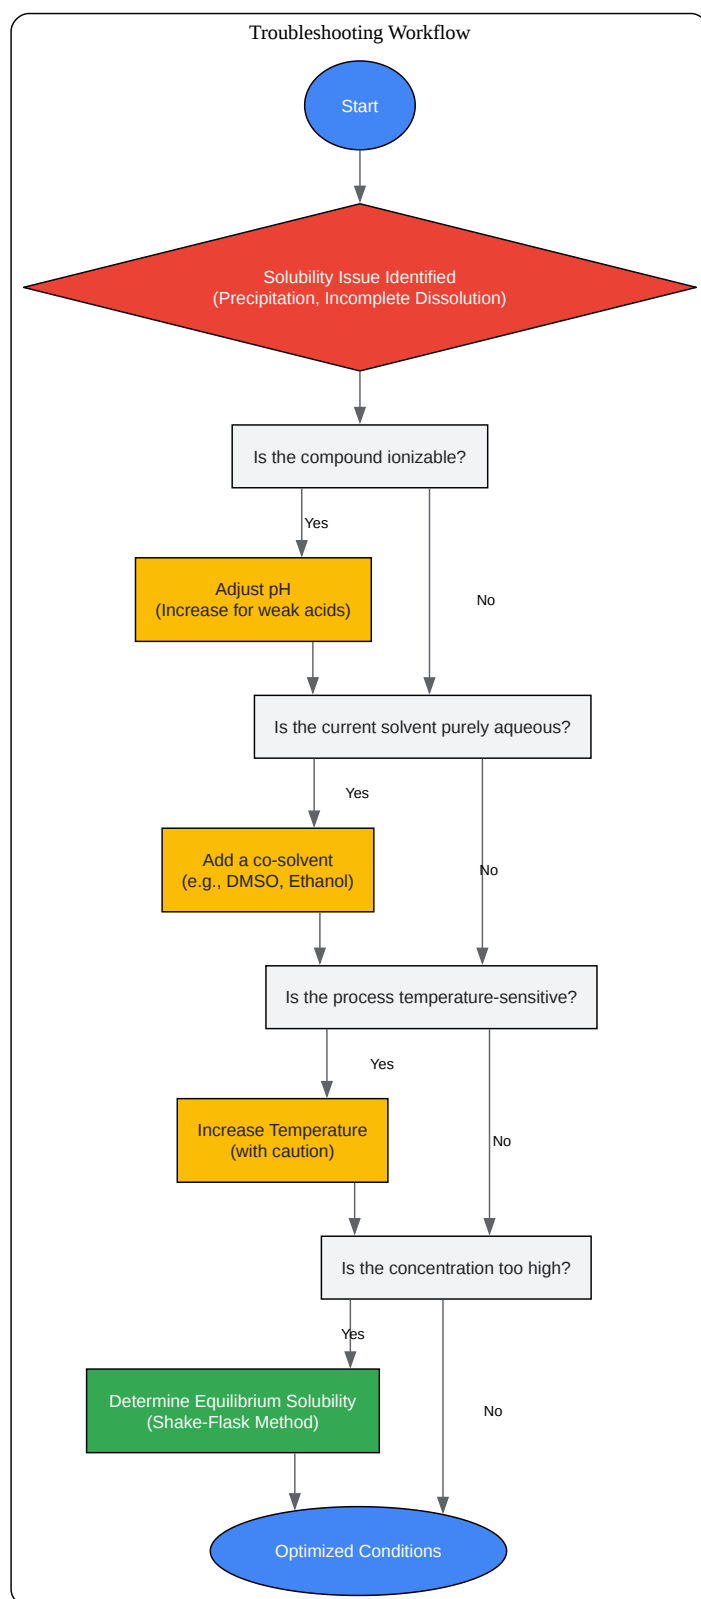 Troubleshooting Workflow
Start
Solubility Issue Identified
(Precipitation, Incomplete Dissolution)
Is the compound ionizable?
Yes
Adjust pH
(Increase for weak acids)
No
Is the current solvent purely aqueous?
Yes
Add a co-solvent
(e.g., DMSO, Ethanol)
No
Is the process temperature-sensitive?
Yes
Increase Temperature
(with caution)
No
Is the concentration too high?
Yes
Determine Equilibrium Solubility
(Shake-Flask Method)
No
Optimized Conditions